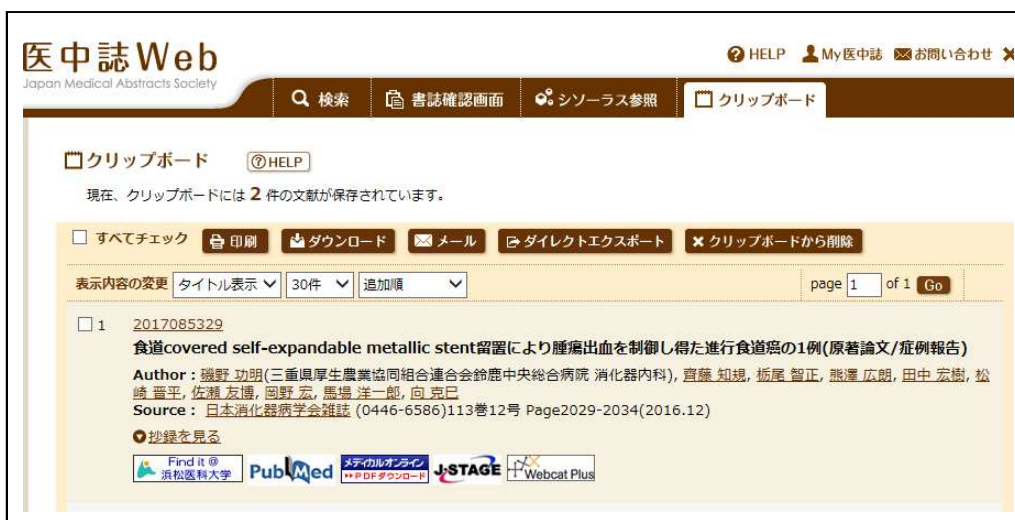 医中誌Web
Japan Medical Abstracts Society
HELP My医中誌 お問い合わせ
検索 書誌確認画面 シソーラス参照 クリップボード
クリップボード HELP
現在、クリップボードには 2 件の文献が保存されています。
すべてチェック 印刷 ダウンロード メール ダイレクトエクスポート クリップボードから削除
表示内容の変更 タイトル表示 30件 追加順 page 1 of 1 Go
1 2017085329
食道covered self-expandable metallic stent留置により腫瘍出血を制御し得た進行食道癌の1例(原著論文/症例報告)
Author：磯野 功明(三重県厚生農業協同組合連合会鈴鹿中央総合病院 消化器内科), 齊藤 知規, 栃尾 智正, 熊澤 広朗, 田中 宏樹, 松
崎 晋平, 佐瀬 友博, 岡野 宏, 馬場 洋一郎, 向 克巳
Source： 日本消化器病学会雑誌 (0446-6586)113巻12号 Page2029-2034(2016.12)
抄録を見る
Find it @
浜松医科大学 PubMed メディカルオンライン
PDFダウンロード J-STAGE Webcat Plus